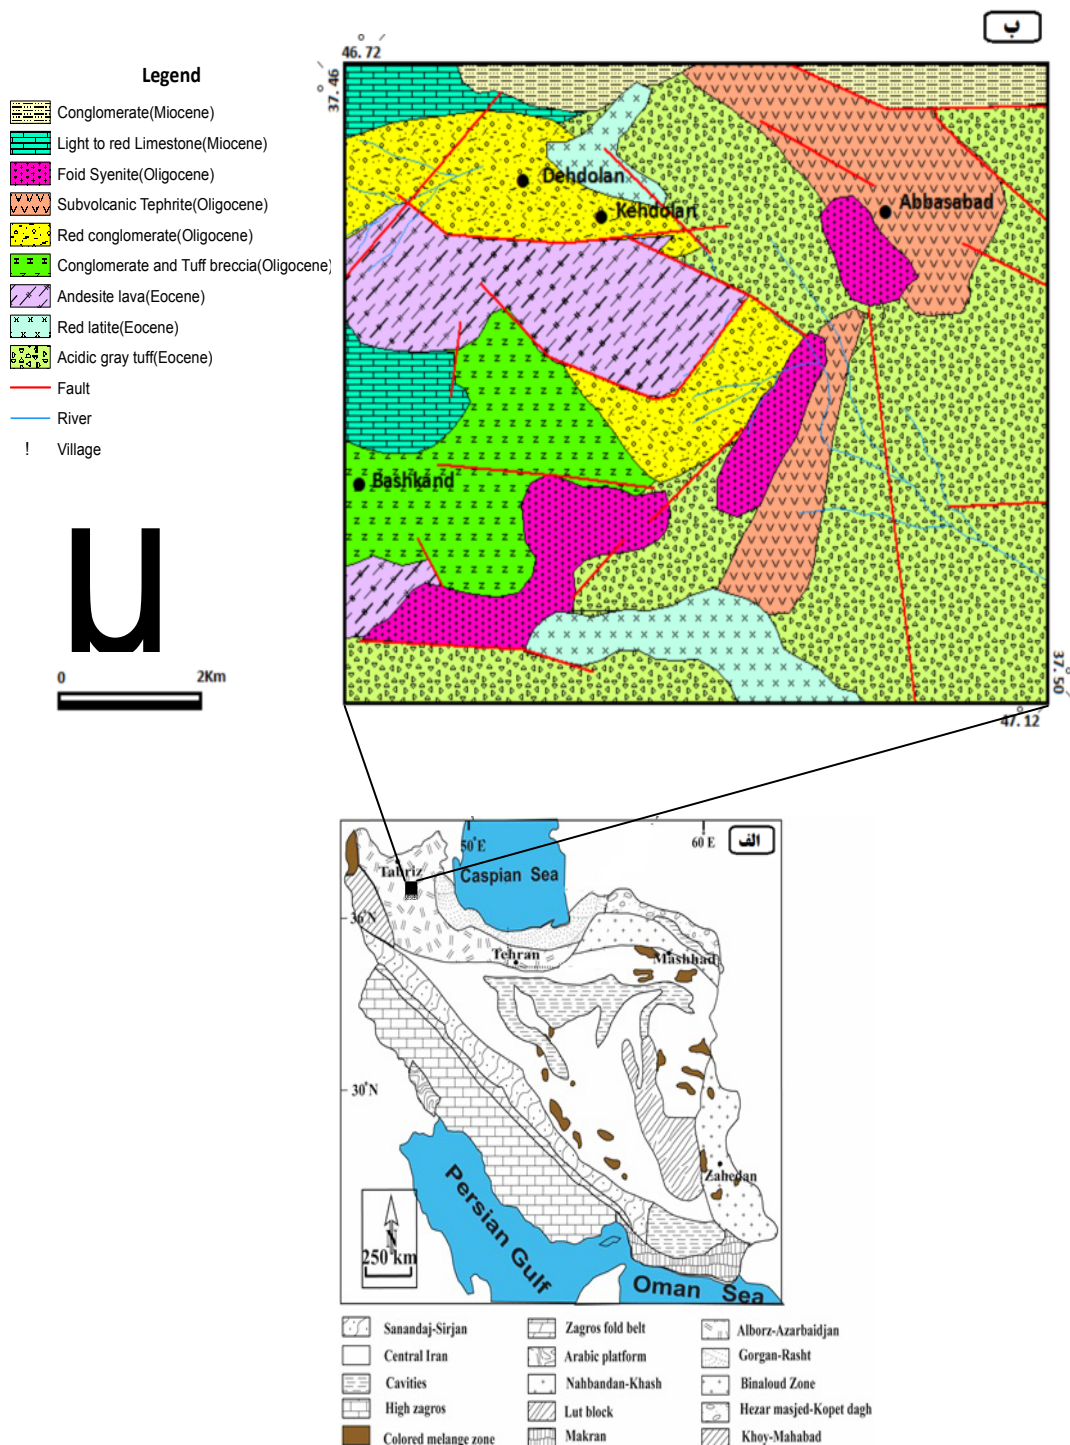 ب
46.72
37.46
Legend
Conglomerate(Miocene)
Light to red Limestone(Miocene)
Foid Syenite(Oligocene)
Subvolcanic Tephrite(Oligocene)
Red conglomerate(Oligocene)
Conglomerate and Tuff breccia(Oligocene)
Andesite lava(Eocene)
Red latite(Eocene)
Acidic gray tuff(Eocene)
Fault
River
! Village
Dehdolan
Kehdolan
Abbasabad
Bashkand
u
0 2Km
37.50
47.12
الف
50°E
60 E
Tabriz
Caspian Sea
36°N
Tehran
Mashhad
30°N
Zahedan
Persian Gulf
Oman Sea
N
250 km
Sanandaj-Sirjan
Central Iran
Cavities
High zagros
Colored melange zone
Zagros fold belt
Arabic platform
Nahbandan-Khash
Lut block
Makran
Alborz-Azarbaidjan
Gorgan-Rasht
Binaloud Zone
Hezar masjed-Kopet dagh
Khoy-Mahabad